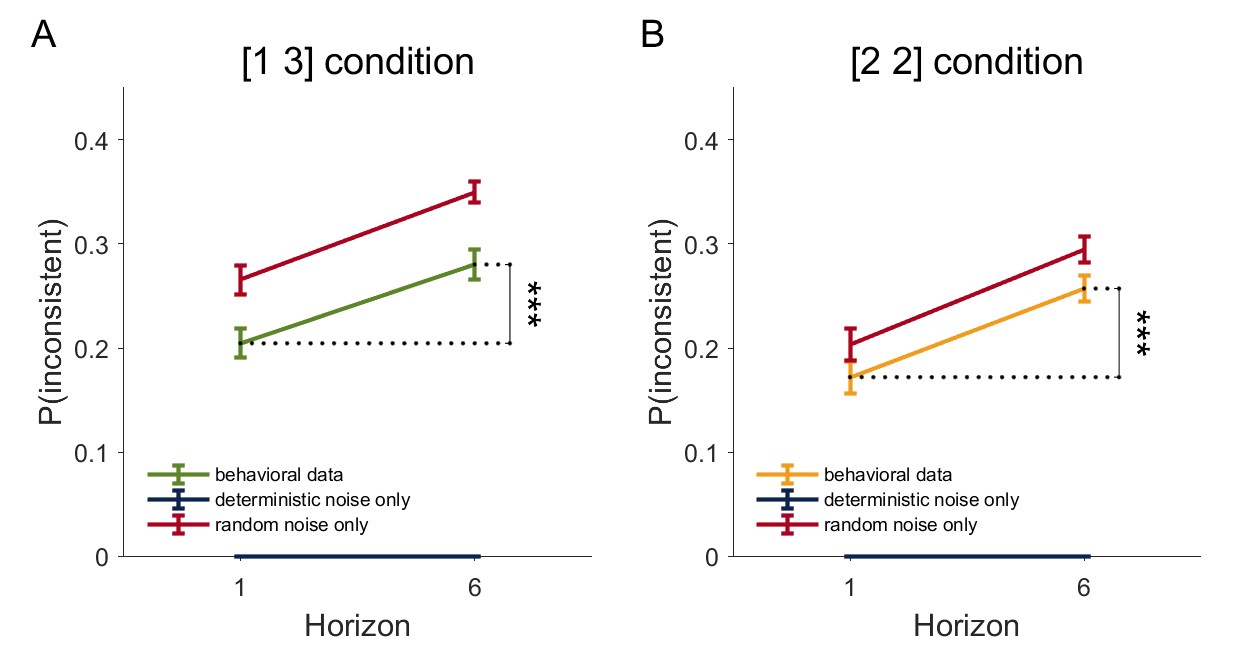 A
[1 3] condition
P(inconsistent)
0.4
0.3
0.2
0.1
0
***
behavioral data
deterministic noise only
random noise only
1
6
Horizon
B
[2 2] condition
P(inconsistent)
0.4
0.3
0.2
0.1
0
***
behavioral data
deterministic noise only
random noise only
1
6
Horizon